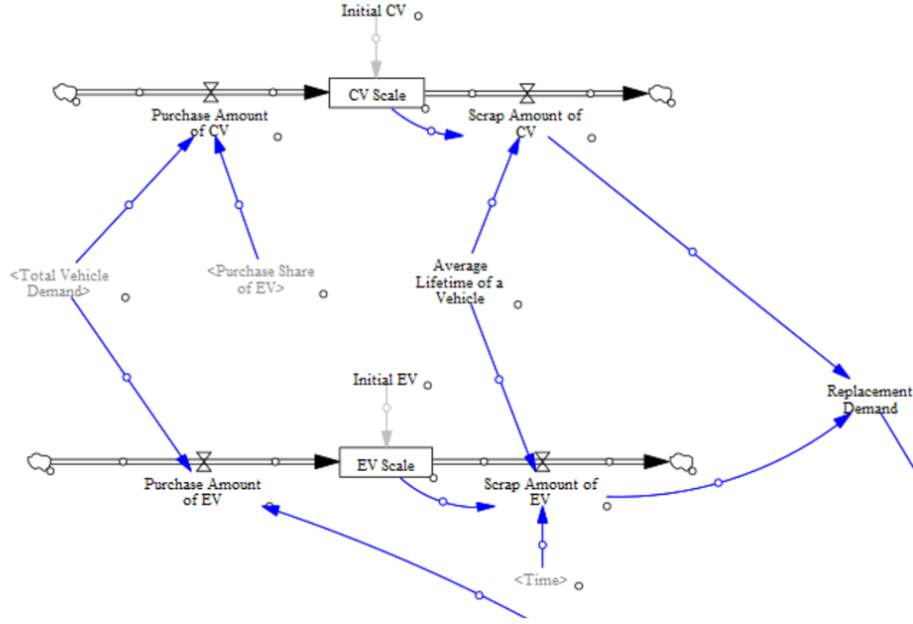 Initial CV
CV Scale
Purchase Amount
of CV
Scrap Amount of
CV
<Total Vehicle
Demand>
<Purchase Share
of EV>
Average
Lifetime of a
Vehicle
Initial EV
Replacement
Demand
EV Scale
Purchase Amount
of EV
Scrap Amount of
EV
<Time>